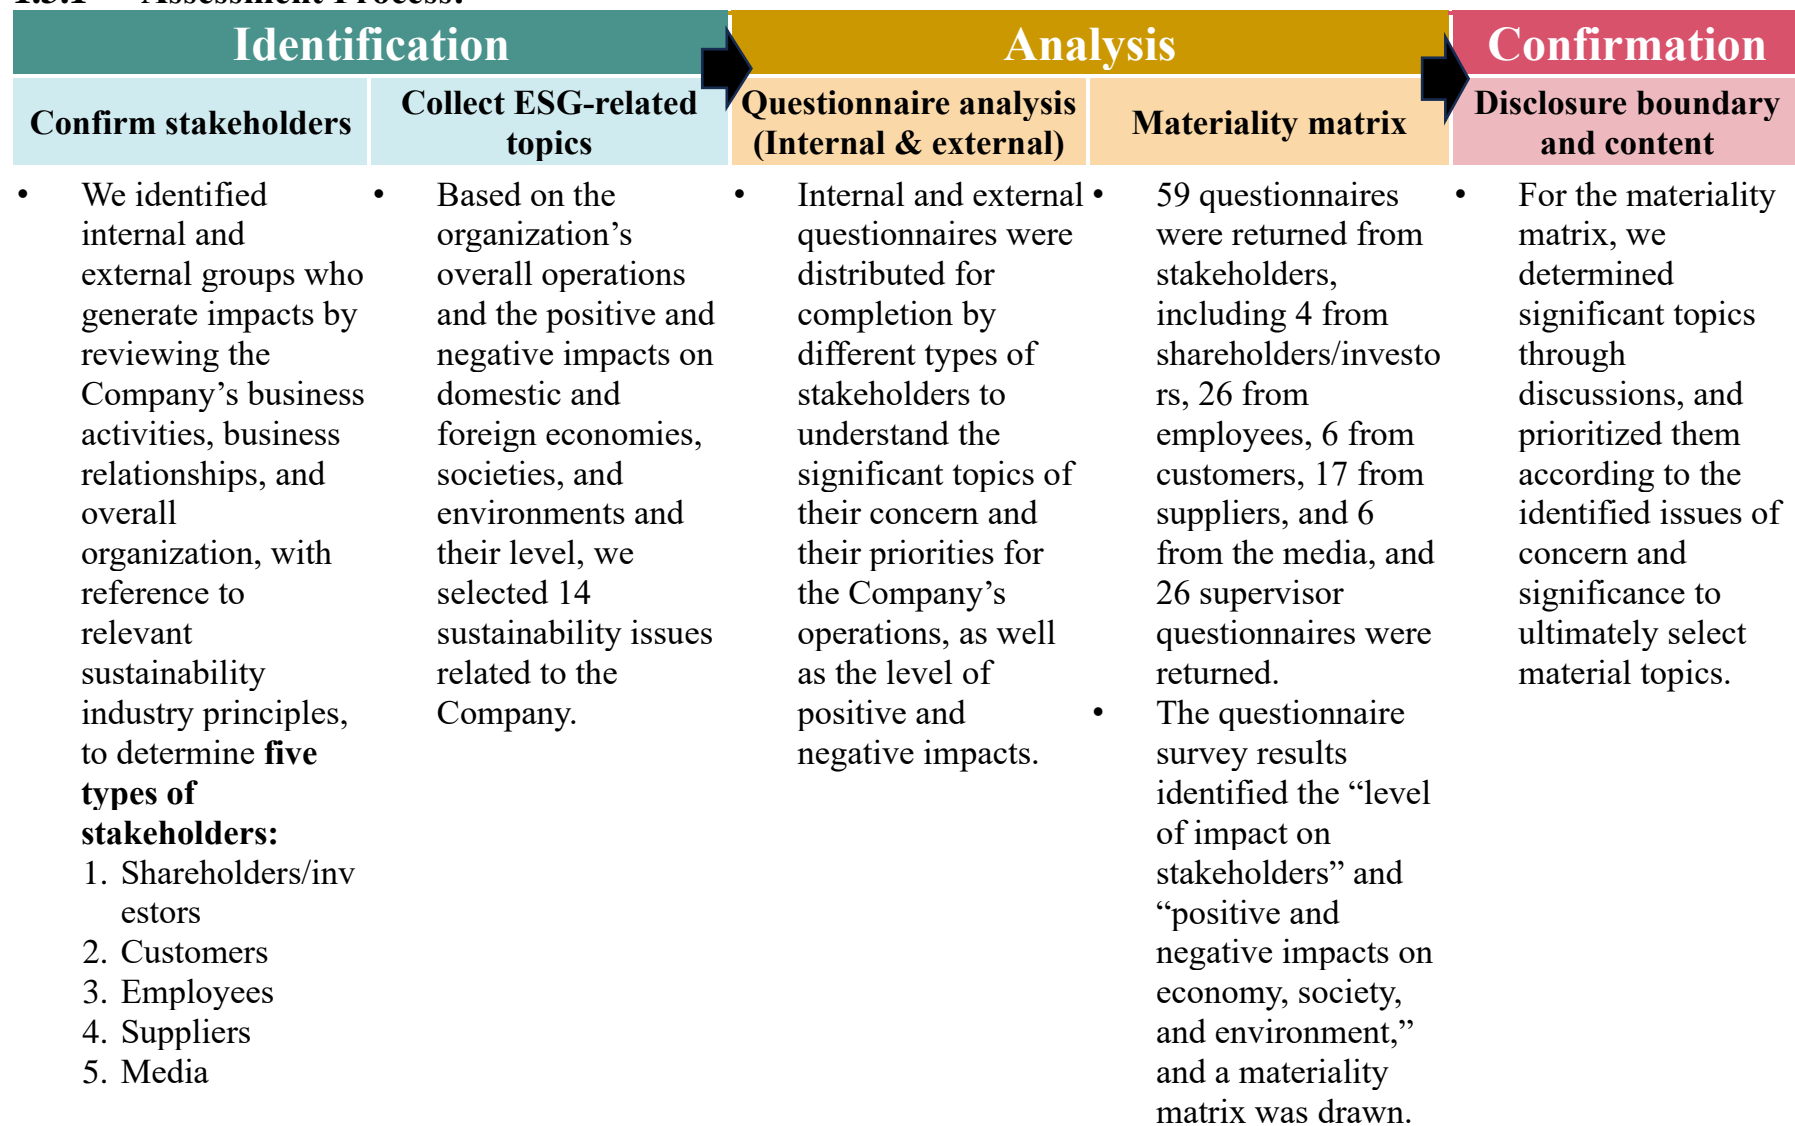 1.3.1 Assessment Process:
Identification
Analysis
Confirmation
Confirm stakeholders
Collect ESG-related
topics
Questionnaire analysis
(Internal & external)
Materiality matrix
Disclosure boundary
and content
• We identified
internal and
external groups who
generate impacts by
reviewing the
Company’s business
activities, business
relationships, and
overall
organization, with
reference to
relevant
sustainability
industry principles,
to determine five
types of
stakeholders:
1. Shareholders/inv
estors
2. Customers
3. Employees
4. Suppliers
5. Media
• Based on the
organization’s
overall operations
and the positive and
negative impacts on
domestic and
foreign economies,
societies, and
environments and
their level, we
selected 14
sustainability issues
related to the
Company.
• Internal and external
questionnaires were
distributed for
completion by
different types of
stakeholders to
understand the
significant topics of
their concern and
their priorities for
the Company’s
operations, as well
as the level of
positive and
negative impacts.
• 59 questionnaires
were returned from
stakeholders,
including 4 from
shareholders/investo
rs, 26 from
employees, 6 from
customers, 17 from
suppliers, and 6
from the media, and
26 supervisor
questionnaires were
returned.
• The questionnaire
survey results
identified the “level
of impact on
stakeholders” and
“positive and
negative impacts on
economy, society,
and environment,”
and a materiality
matrix was drawn.
• For the materiality
matrix, we
determined
significant topics
through
discussions, and
prioritized them
according to the
identified issues of
concern and
significance to
ultimately select
material topics.